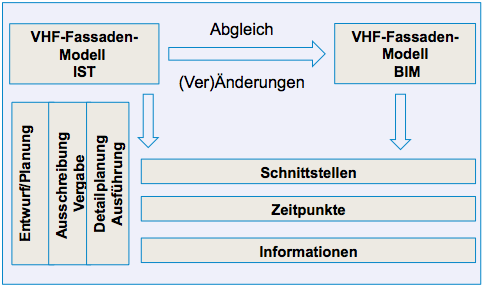 VHF-Fassaden-
Modell
IST
Abgleich
(Ver)Änderungen
VHF-Fassaden-
Modell
BIM
Entwurf/Planung
Ausschreibung
Vergabe
Detairplanung
Ausführung
Schnittstellen
Zeitpunkte
Informationen